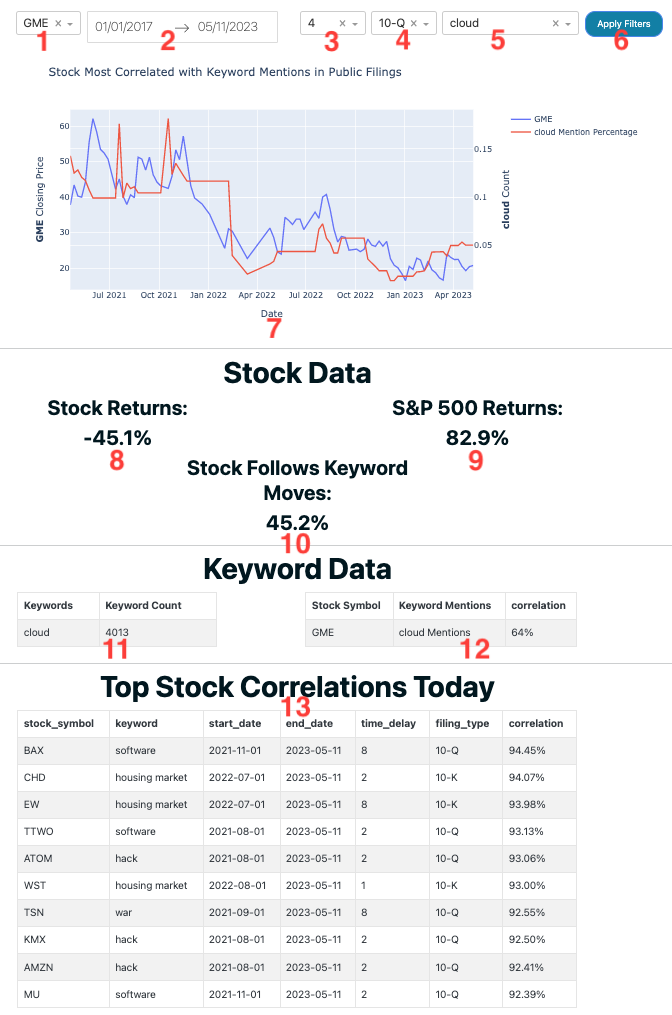 GME × 01/01/2017 → 05/11/2023 4 × 10-Q × cloud × Apply Filters
1 2 3 4 5 6
Stock Most Correlated with Keyword Mentions in Public Filings
GME
cloud Mention Percentage
60
50
40
30
20
GME Closing Price
0.15
0.1
0.05
cloud Count
Jul 2021 Oct 2021 Jan 2022 Apr 2022 Jul 2022 Oct 2022 Jan 2023 Apr 2023
Date
7
Stock Data
Stock Returns: S&P 500 Returns:
-45.1% 82.9%
8 9
Stock Follows Keyword
Moves:
45.2%
10
Keyword Data
Keywords Keyword Count Stock Symbol Keyword Mentions correlation
cloud 4013 GME cloud Mentions 64%
11 12
Top Stock Correlations Today
13
stock_symbol keyword start_date end_date time_delay filing_type correlation
BAX software 2021-11-01 2023-05-11 8 10-Q 94.45%
CHD housing market 2022-07-01 2023-05-11 2 10-K 94.07%
EW housing market 2022-07-01 2023-05-11 8 10-K 93.98%
TTWO software 2021-08-01 2023-05-11 2 10-Q 93.13%
ATOM hack 2021-08-01 2023-05-11 2 10-Q 93.06%
WST housing market 2022-08-01 2023-05-11 1 10-K 93.00%
TSN war 2021-09-01 2023-05-11 8 10-Q 92.55%
KMX hack 2021-08-01 2023-05-11 2 10-Q 92.50%
AMZN hack 2021-08-01 2023-05-11 2 10-Q 92.41%
MU software 2021-11-01 2023-05-11 2 10-Q 92.39%